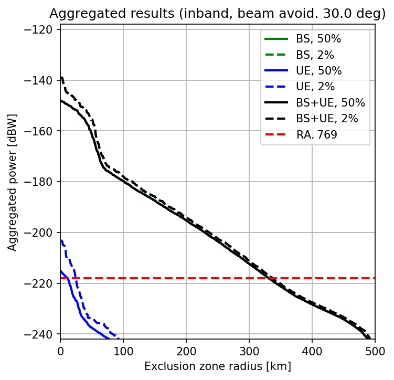 Aggregated results (inband, beam avoid. 30.0 deg)
−120
−140
−160
−180
−200
−220
−240
Aggregated power [dBW]
BS, 50%
BS, 2%
UE, 50%
UE, 2%
BS+UE, 50%
BS+UE, 2%
RA. 769
0 100 200 300 400 500
Exclusion zone radius [km]